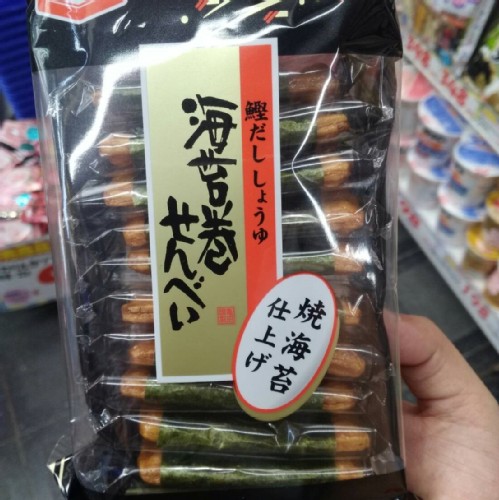 鰹だし しょうゆ
海苔巻
せんべい
焼海苔
仕上げ